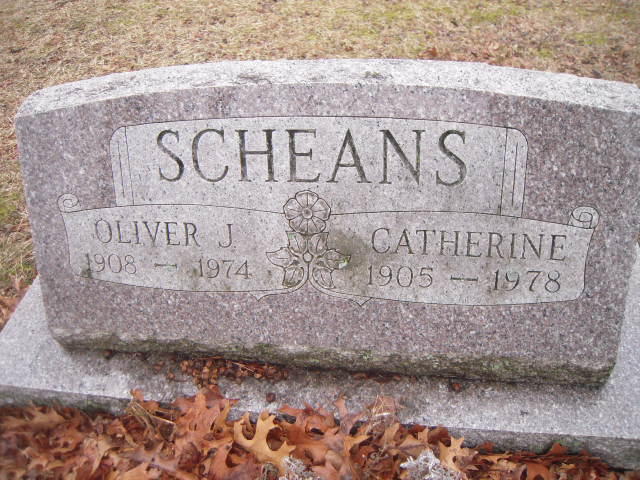 SCHEANS
OLIVER J. CATHERINE
1908 — 1974 1905 — 1978